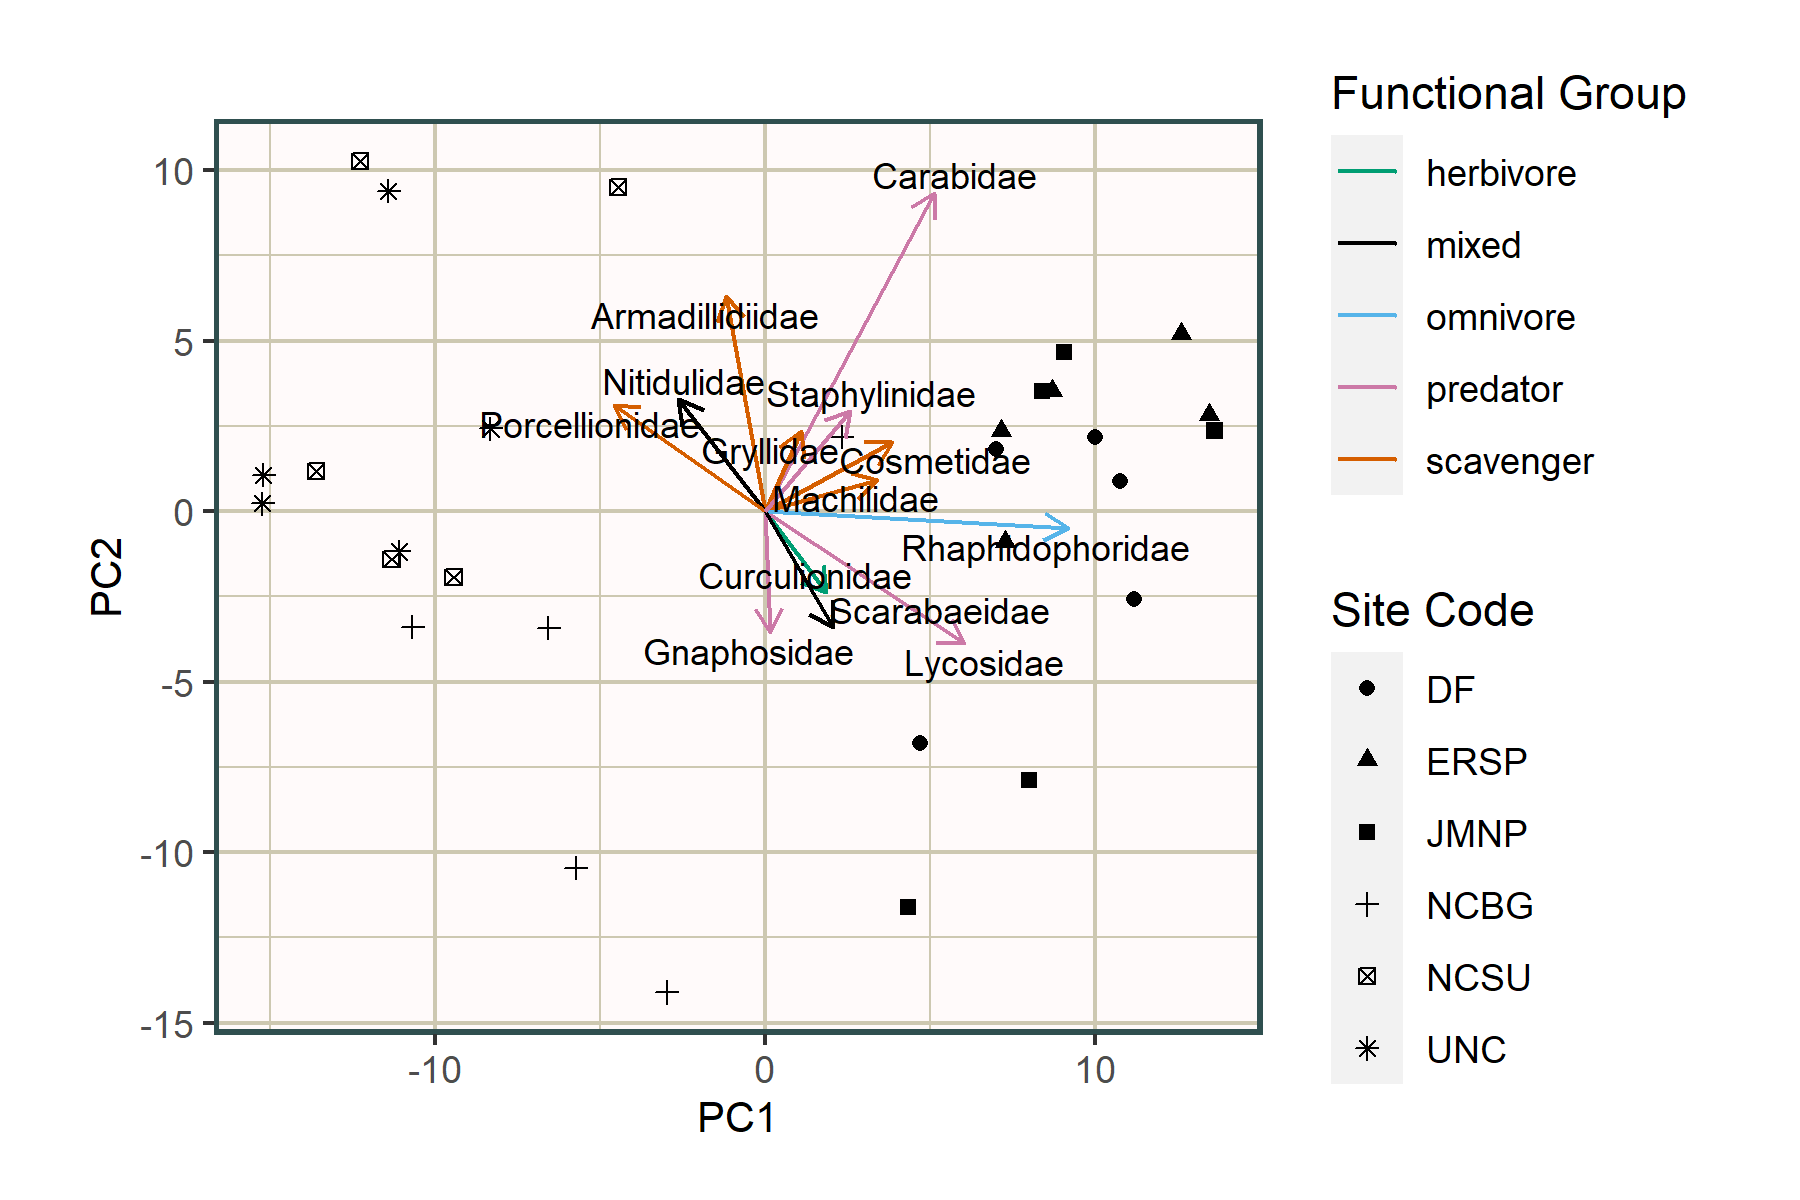 Functional Group
herbivore
mixed
omnivore
predator
scavenger
Site Code
DF
ERSP
JMNP
NCBG
NCSU
UNC
10
5
0
-5
-10
-15
PC2
Carabidae
Armadillidiidae
Nitidulidae
Staphylinidae
Porcellionidae
Gryllidae
Cosmetidae
Machilidae
Rhaphidophoridae
Curculionidae
Scarabaeidae
Gnaphosidae
Lycosidae
-10
0
10
PC1